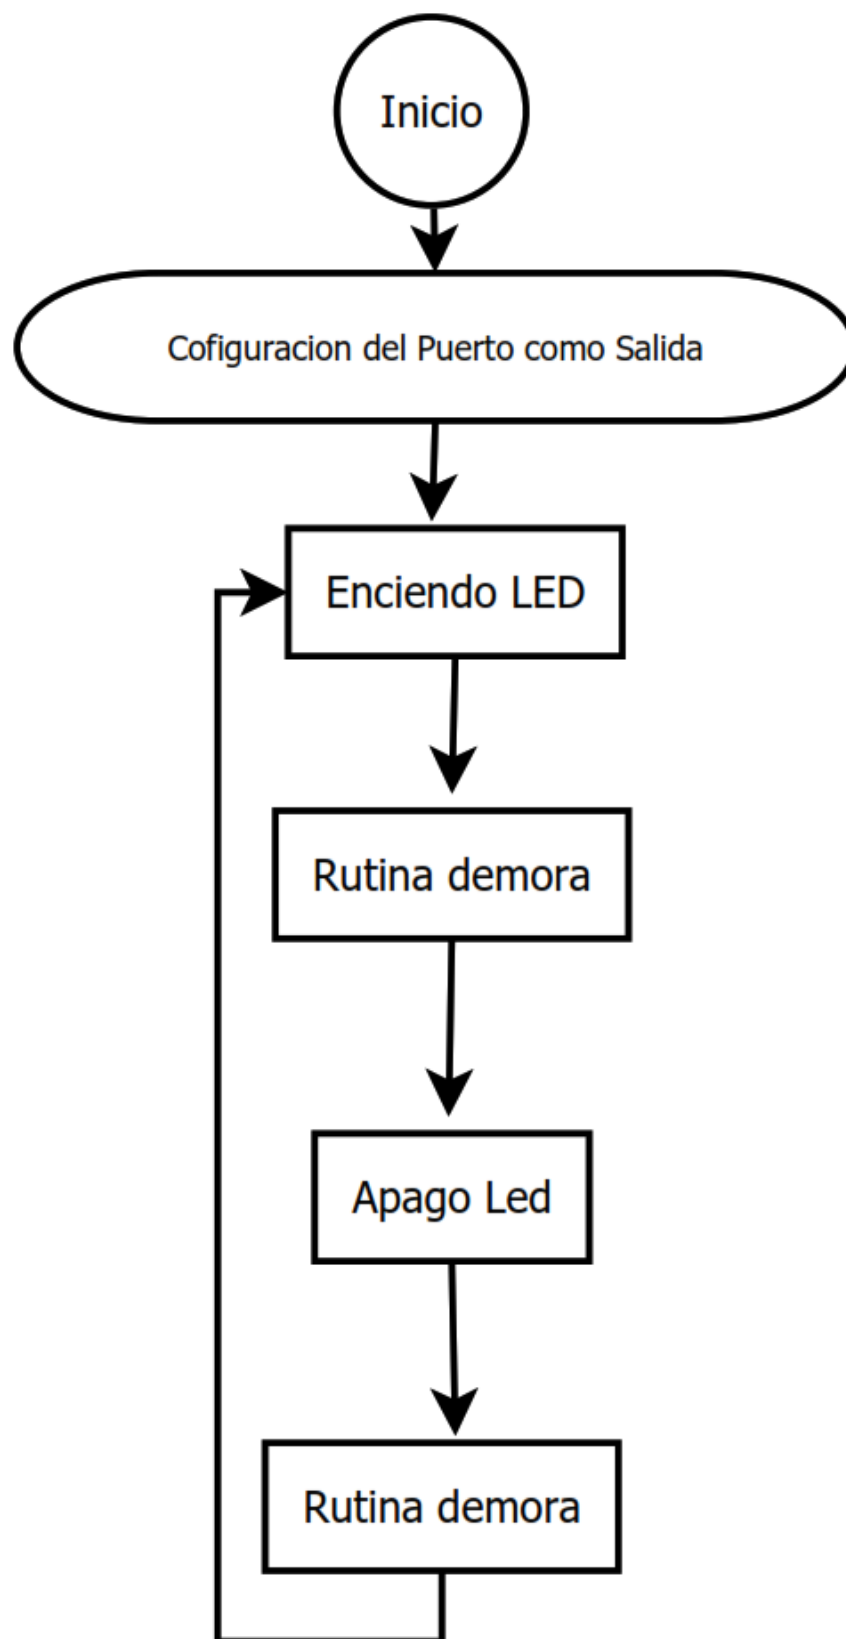 Inicio
Cofiguracion del Puerto como Salida
Enciendo LED
Rutina demora
Apago Led
Rutina demora